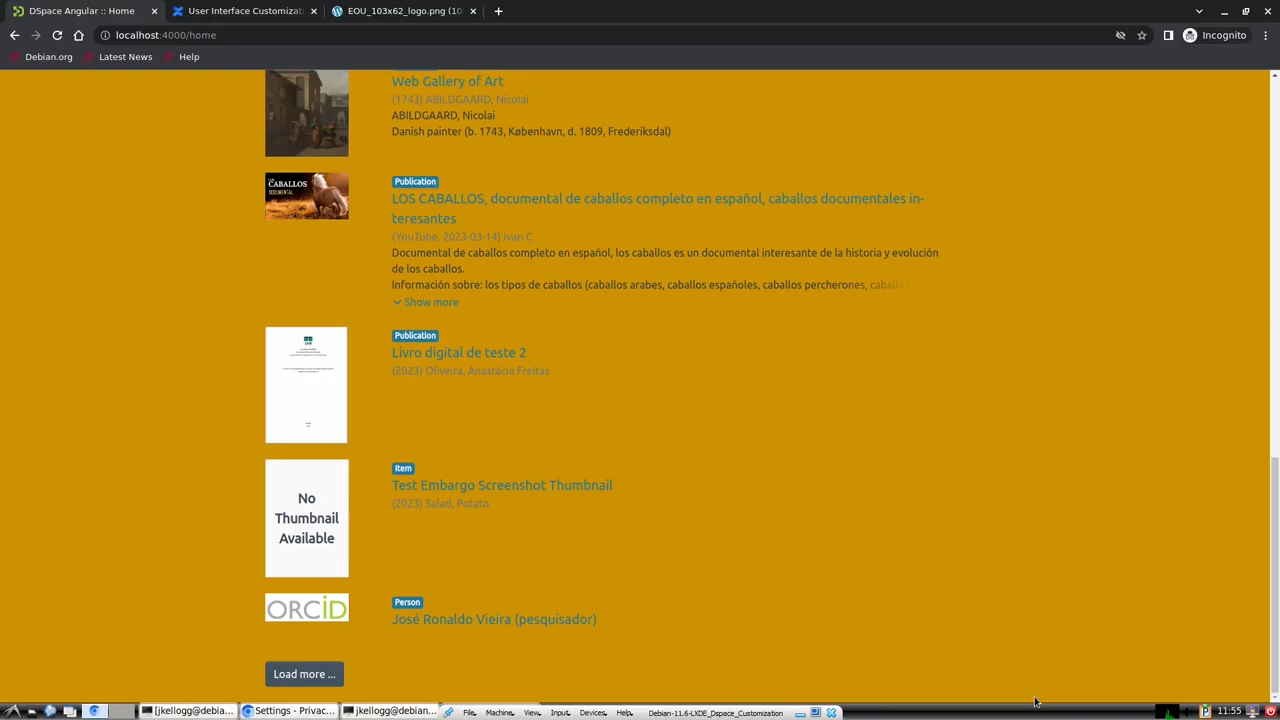 DSpace Angular :: Home
User Interface Customizat
EOU_103x62_logo.png (10
localhost:4000/home
Incognito
Debian.org
Latest News
Help
Web Gallery of Art
(1743) ABILDGAARD, Nicolai
ABILDGAARD, Nicolai
Danish painter (b. 1743, København, d. 1809, Frederiksdal)
CABALLOS
DOCUMENTAL
Publication
LOS CABALLOS, documental de caballos completo en español, caballos documentales in-
teresantes
(YouTube, 2023-03-14) Ivan C
Documental de caballos completo en español, los caballos es un documental interesante de la historia y evolución
de los caballos.
Información sobre: los tipos de caballos (caballos arabes, caballos españoles, caballos percherones, caballos
Show more
Publication
Livro digital de teste 2
(2023) Oliveira, Anastácia Freitas
No
Thumbnail
Available
Item
Test Embargo Screenshot Thumbnail
(2023) Salad, Potato
ORCID
Person
José Ronaldo Vieira (pesquisador)
Load more ...
[jkellogg@debia...
Settings - Privac...
jkellogg@debian...
File
Machine
View
Input
Devices
Help
Debian-11.6-LXDE_Dspace_Customization
11:55